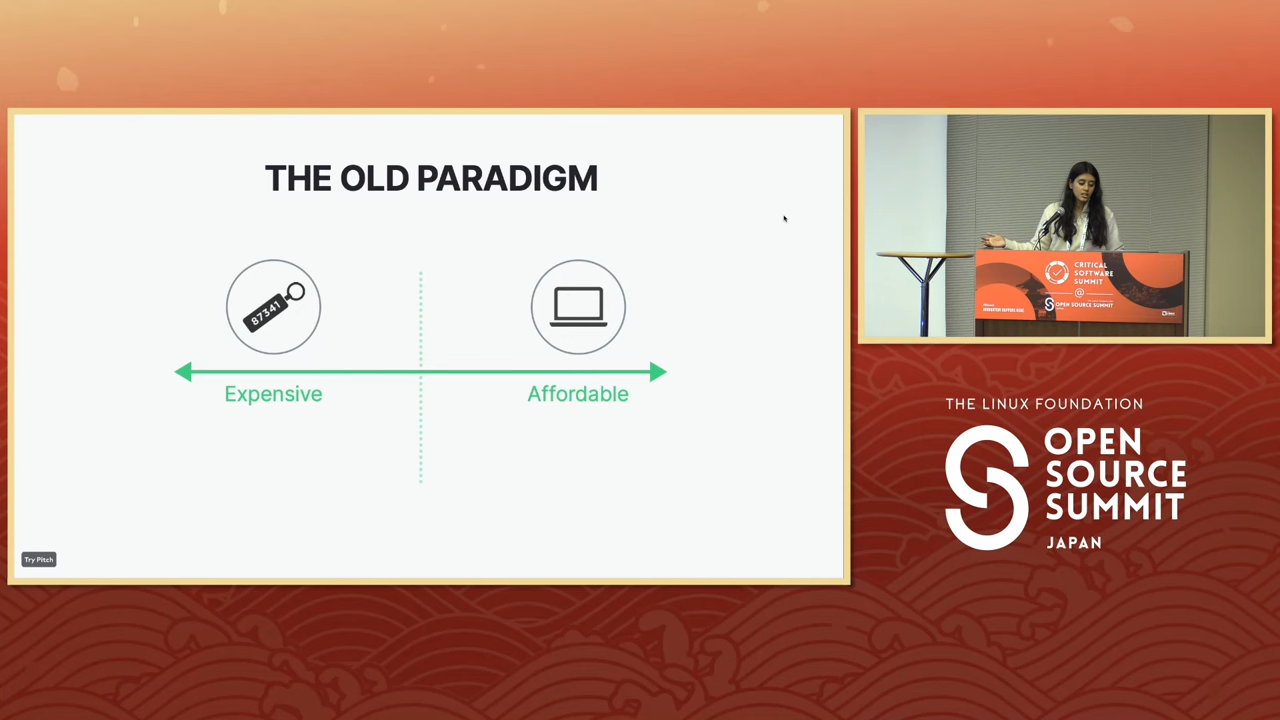 THE OLD PARADIGM
87341
Expensive
Affordable
Try Pitch
CRITICAL
SOFTWARE
SUMMIT
@
OPEN SOURCE SUMMIT
THE LINUX FOUNDATION
OPEN
SOURCE
SUMMIT
JAPAN